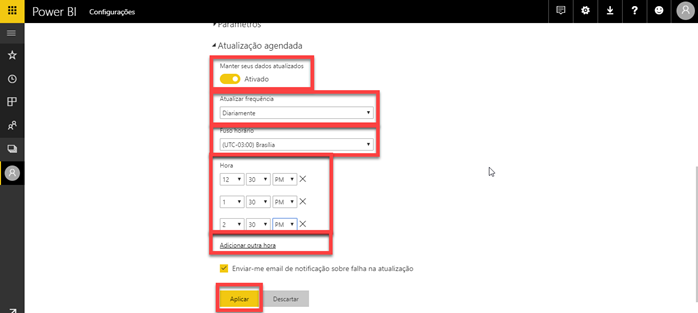 Power BI Configurações
Parâmetros
Atualização agendada
Manter seus dados atualizados
Ativado
Atualizar frequência
Diariamente
Fuso horário
(UTC-03:00) Brasília
Hora
12 30 PM
1 30 PM
2 30 PM
Adicionar outra hora
Enviar-me email de notificação sobre falha na atualização
Aplicar Descartar